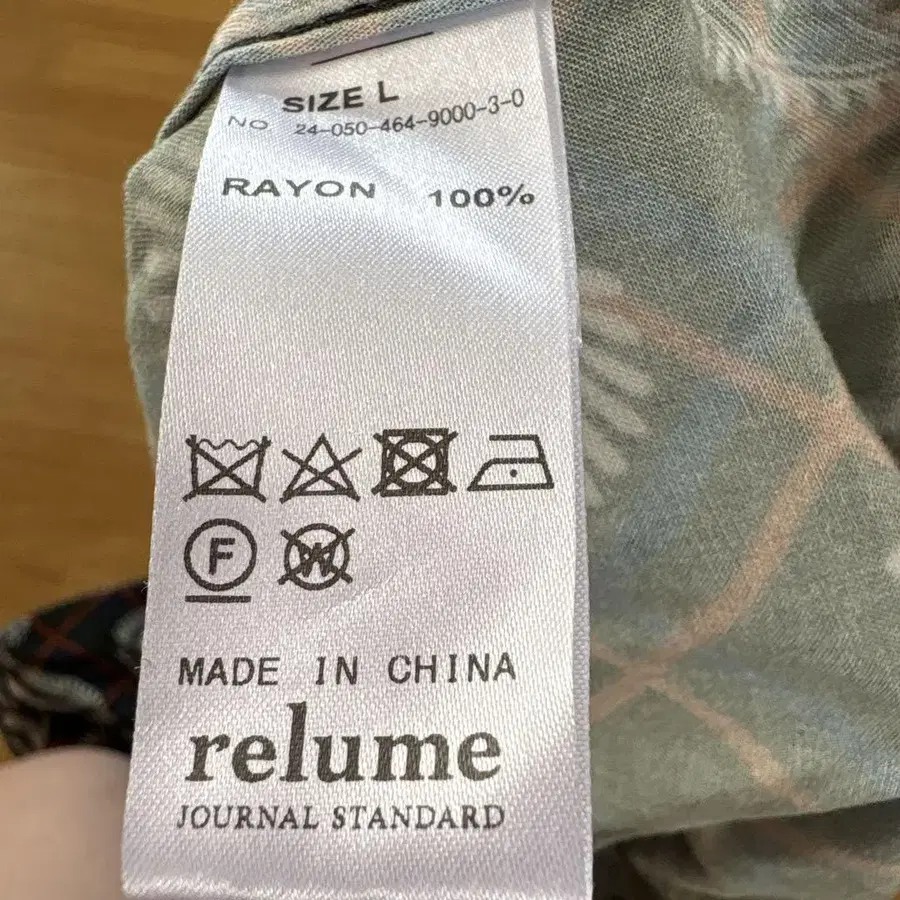 SIZE L
NO 24-050-464-9000-3-0
RAYON 100%
F W
MADE IN CHINA
relume
JOURNAL STANDARD